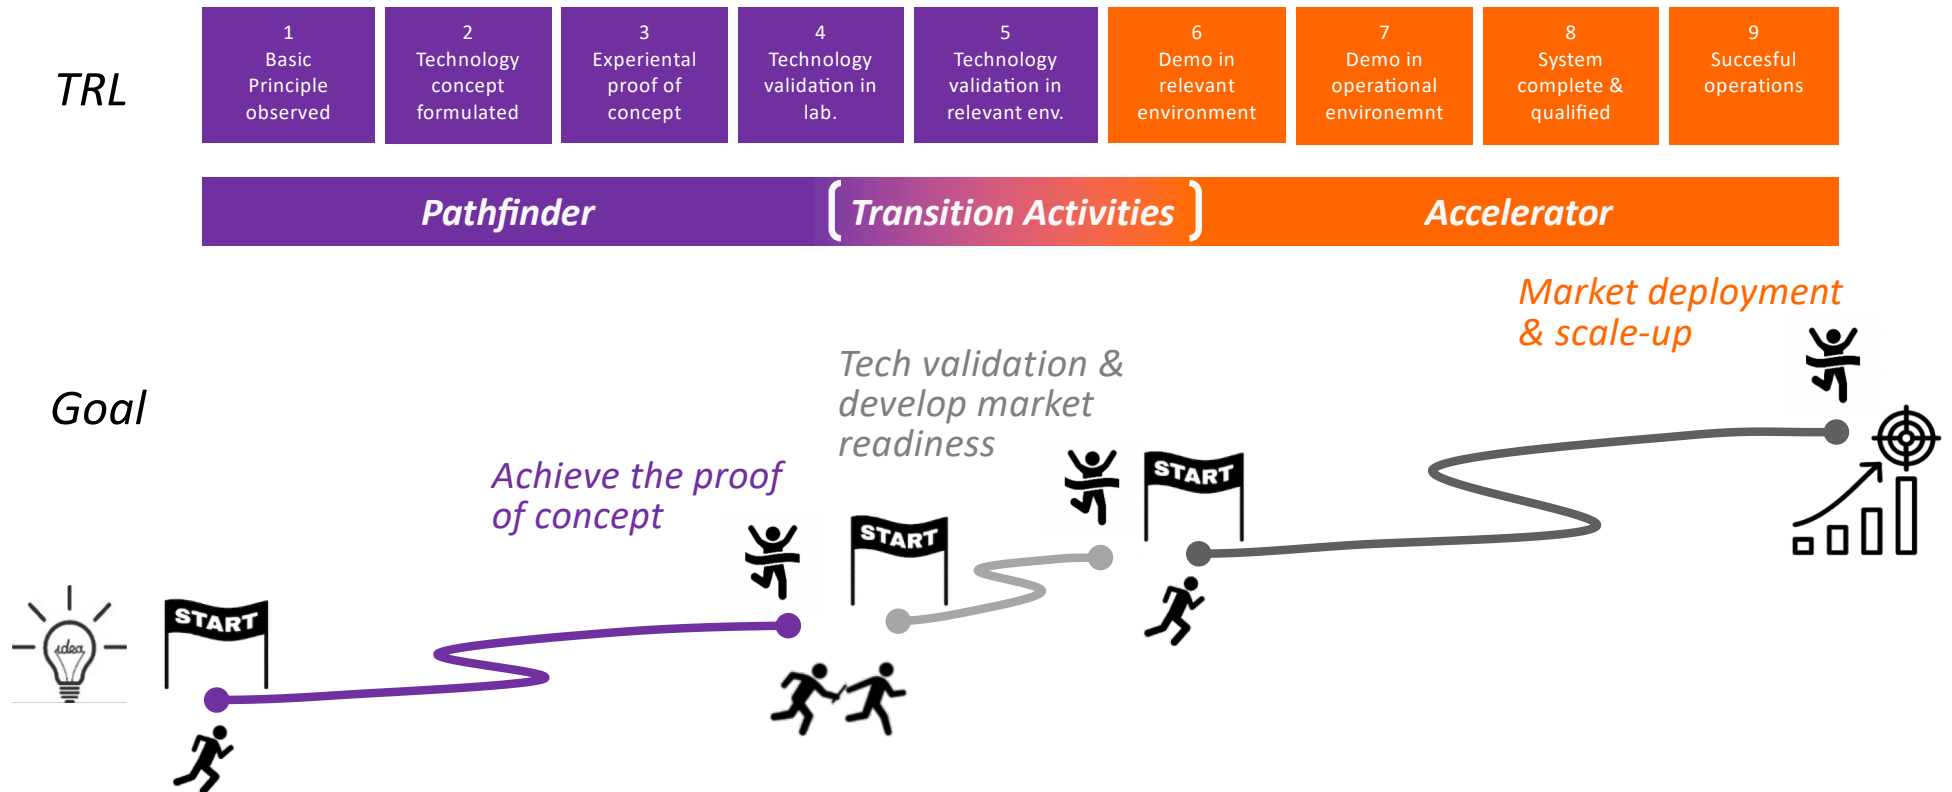 TRL
1
Basic
Principle
observed
2
Technology
concept
formulated
3
Experiental
proof of
concept
4
Technology
validation in
lab.
5
Technology
validation in
relevant env.
6
Demo in
relevant
environment
7
Demo in
operational
environemnt
8
System
complete &
qualified
9
Succesful
operations
Pathfinder
(Transition Activities)
Accelerator
Goal
Market deployment
& scale-up
Tech validation &
develop market
readiness
Achieve the proof
of concept
START
START
START
idea